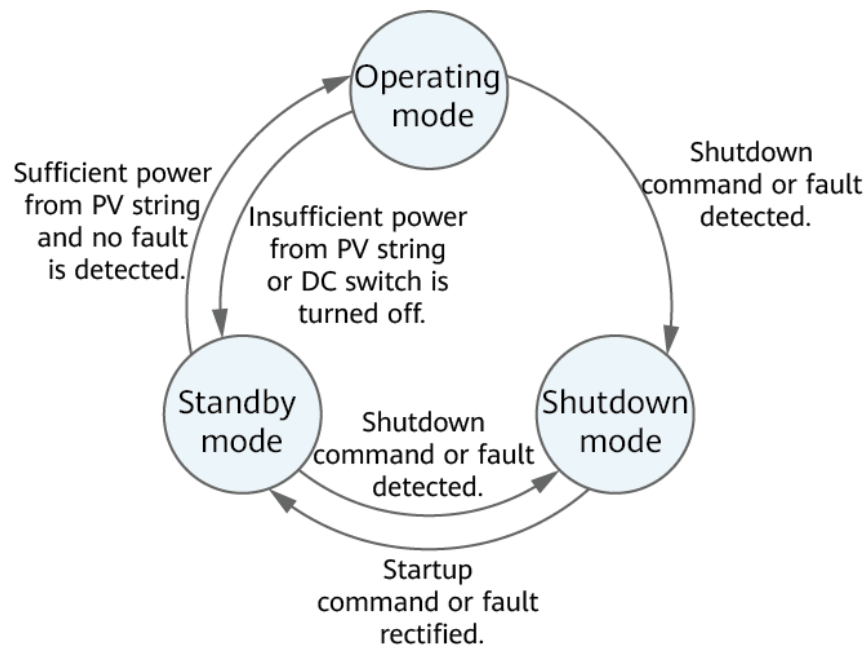 Operating
mode
Sufficient power
from PV string
and no fault
is detected.
Insufficient power
from PV string
or DC switch is
turned off.
Shutdown
command or fault
detected.
Standby
mode
Shutdown
command or fault
detected.
Shutdown
mode
Startup
command or fault
rectified.